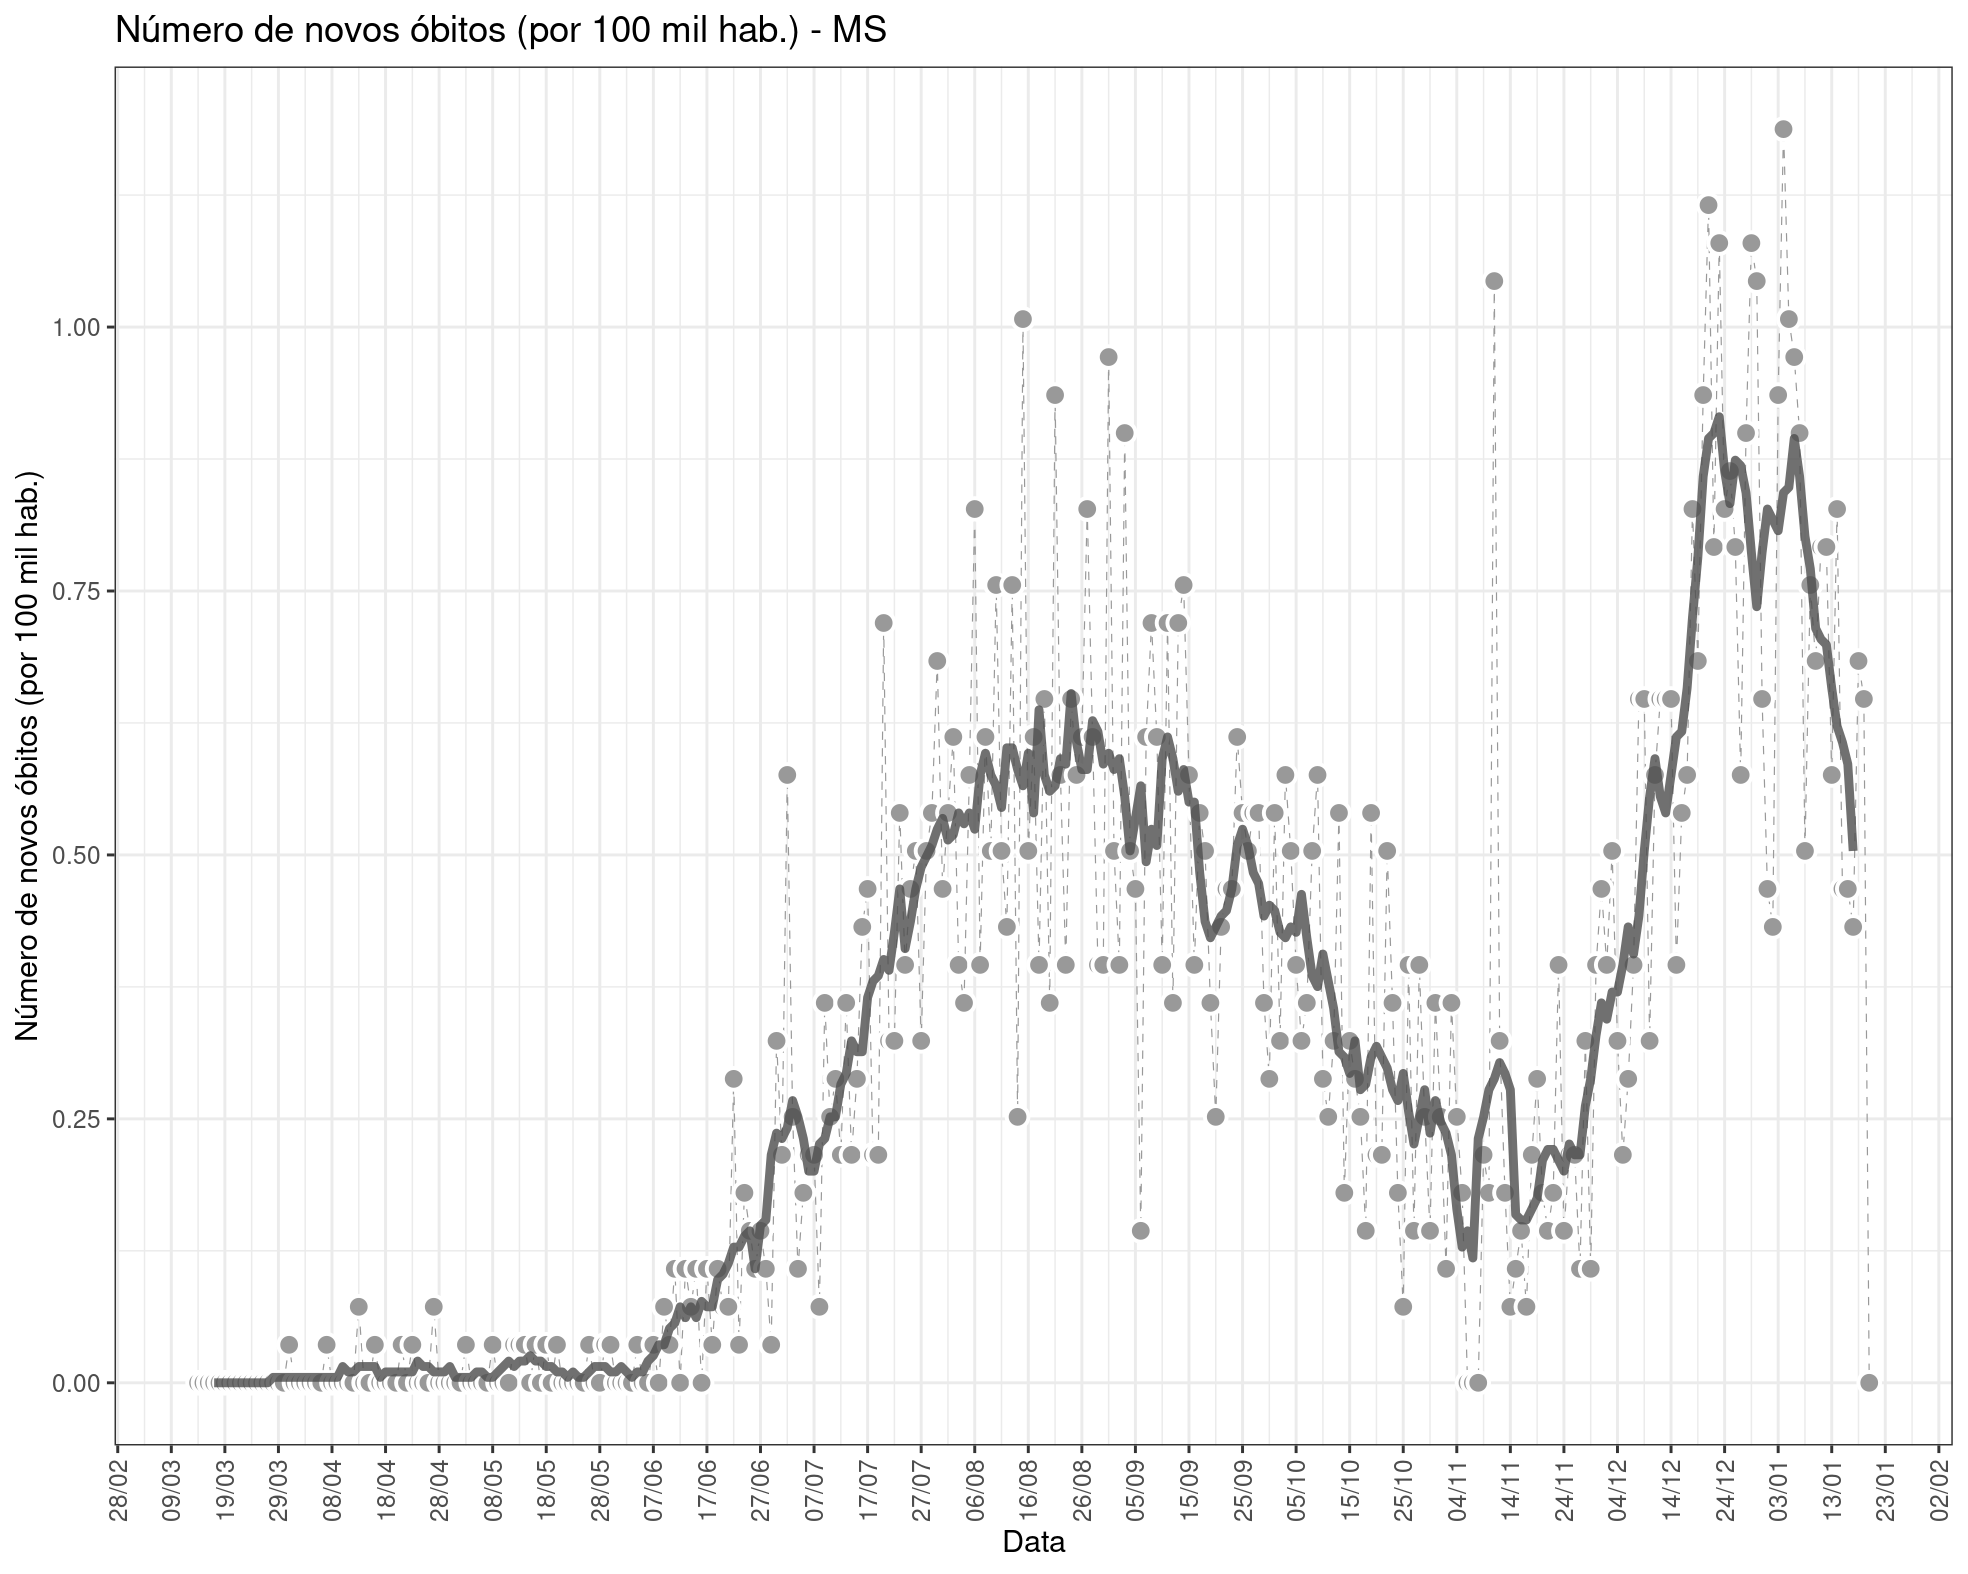 Número de novos óbitos (por 100 mil hab.) - MS
Número de novos óbitos (por 100 mil hab.)
1.00
0.75
0.50
0.25
0.00
28/02 09/03 19/03 29/03 08/04 18/04 28/04 08/05 18/05 28/05 07/06 17/06 27/06 07/07 17/07 27/07 06/08 16/08 26/08 05/09 15/09 25/09 05/10 15/10 25/10 04/11 14/11 24/11 04/12 14/12 24/12 03/01 13/01 23/01 02/02
Data